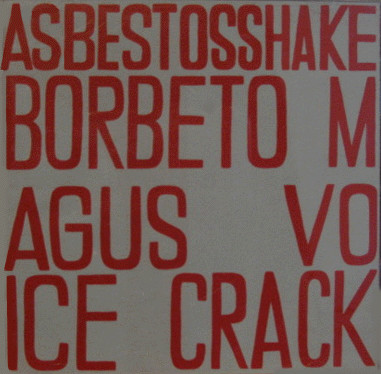 ASBESTOSSHAKE
BORBETO M
AGUS VO
ICE CRACK